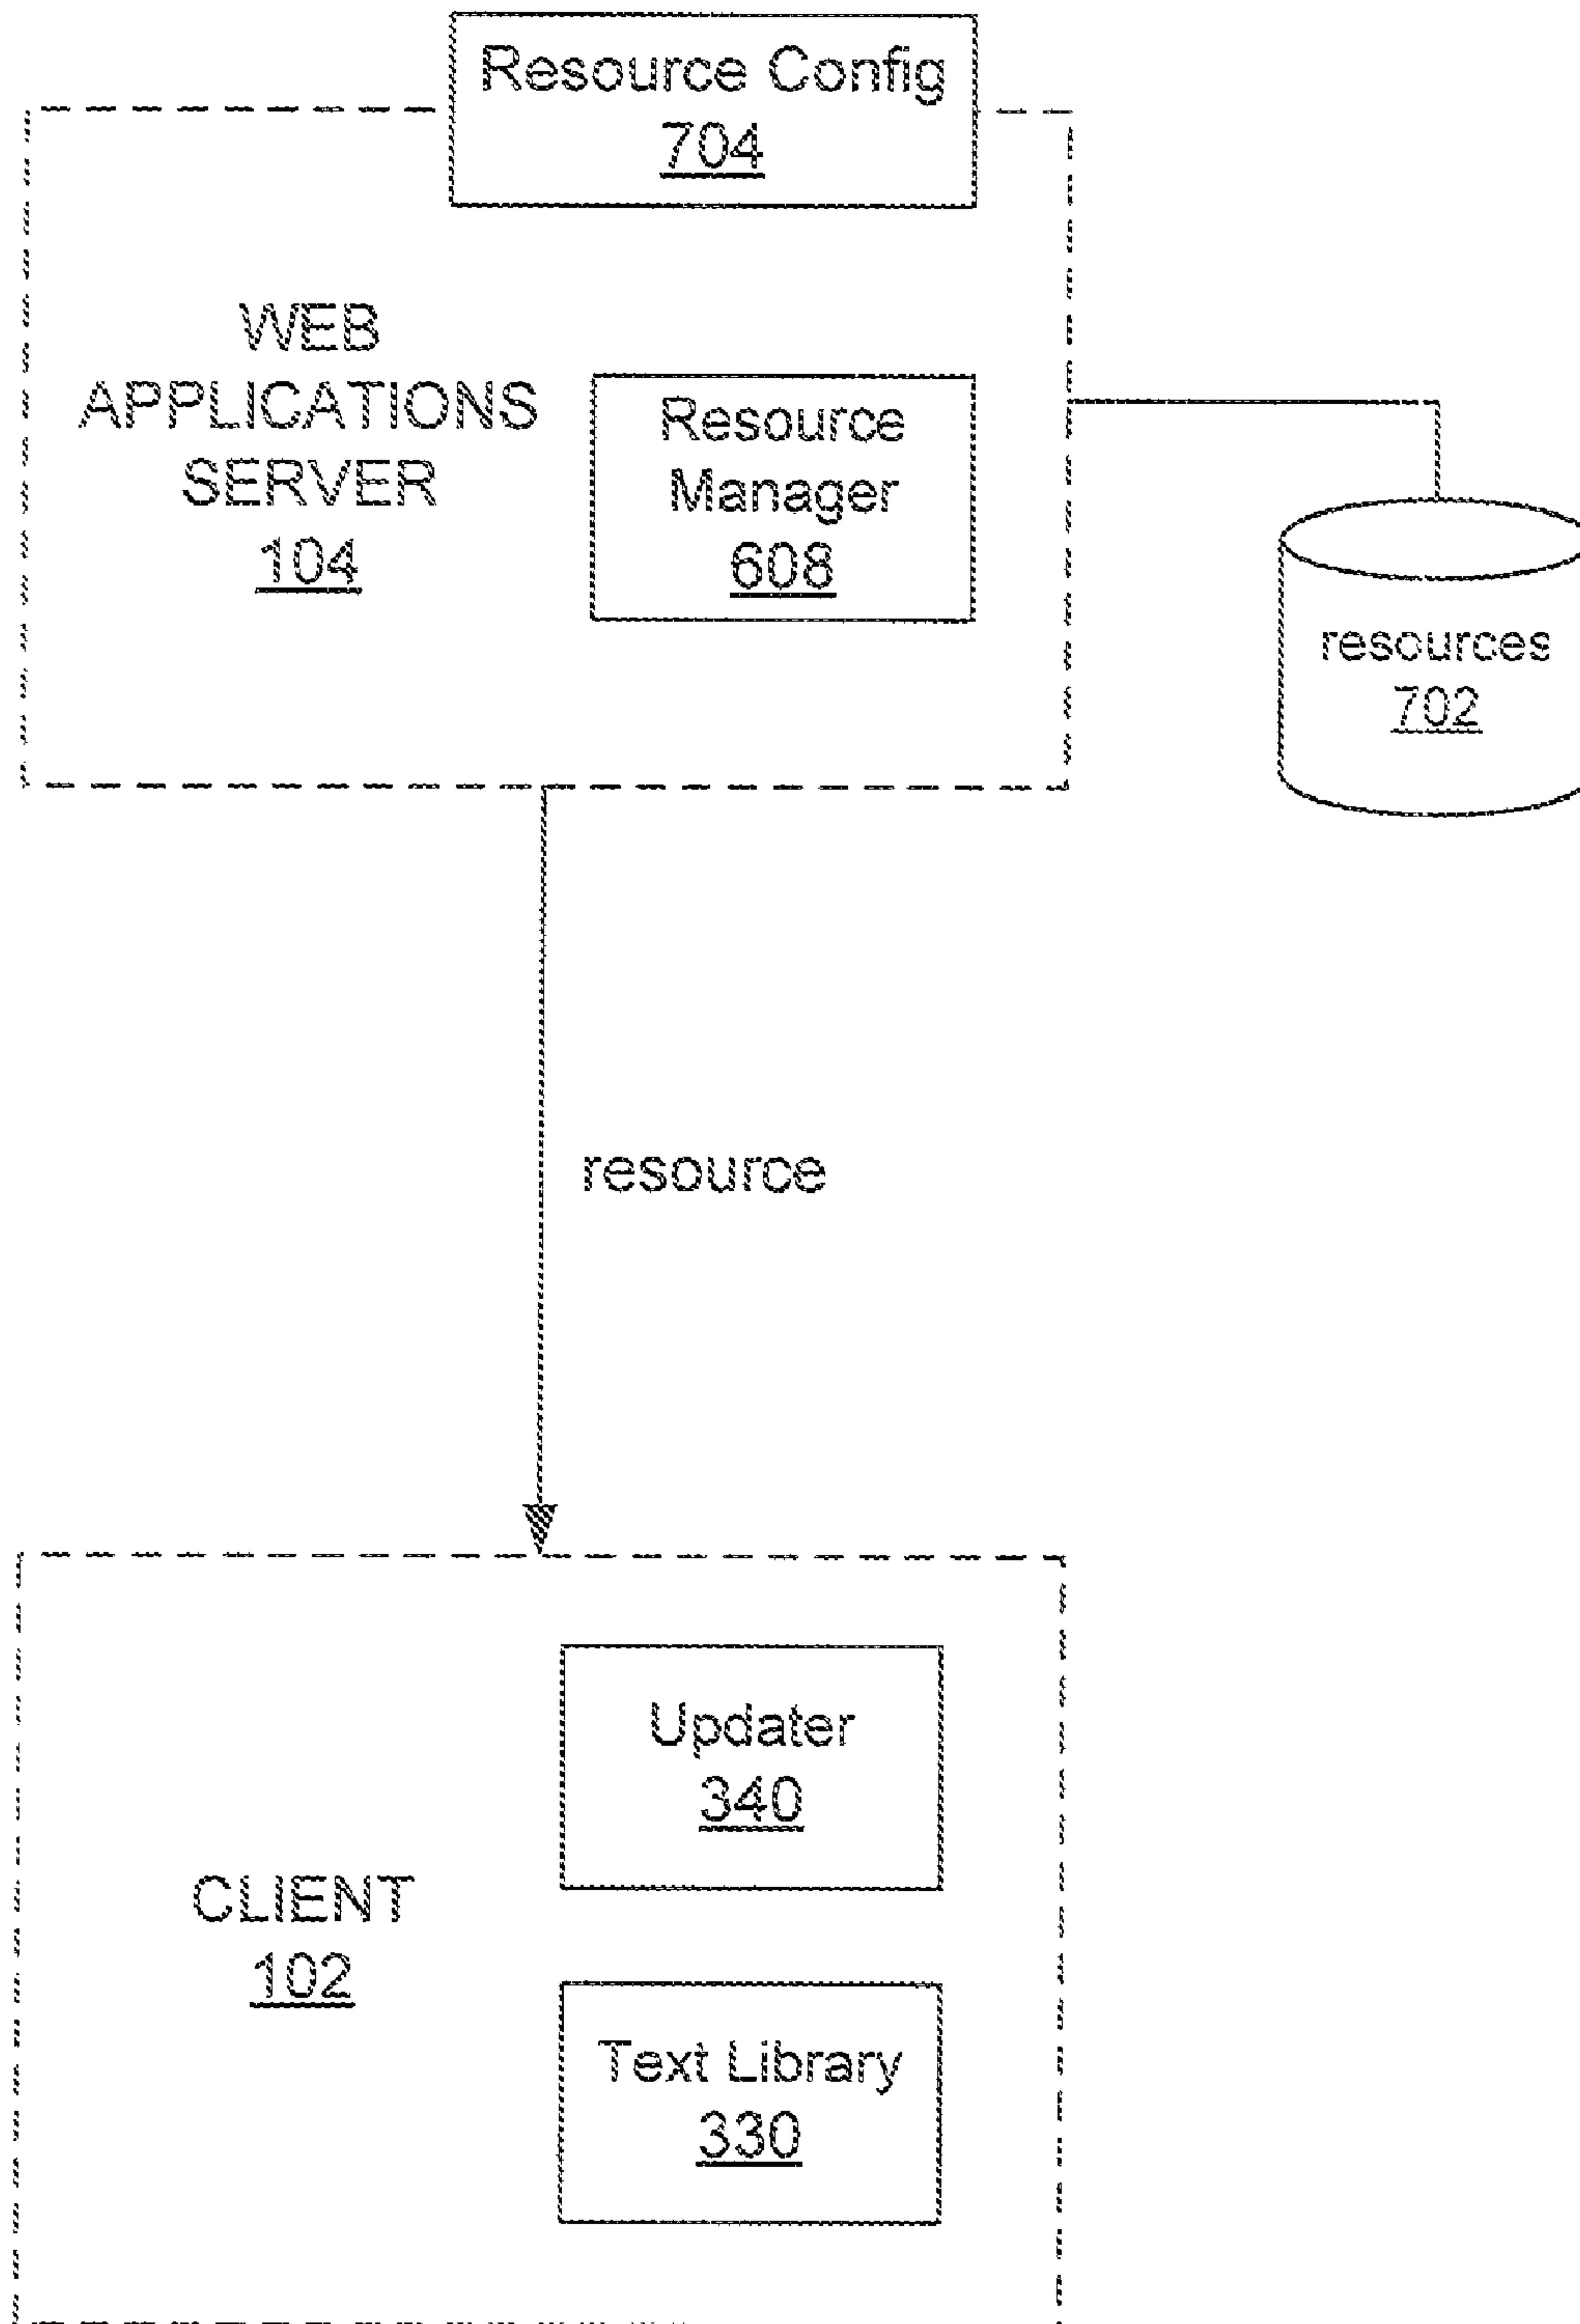 Resource Config
704
WEB
APPLICATIONS
SERVER
104
Resource
Manager
608
resources
702
resource
Updater
340
CLIENT
102
Text Library
330